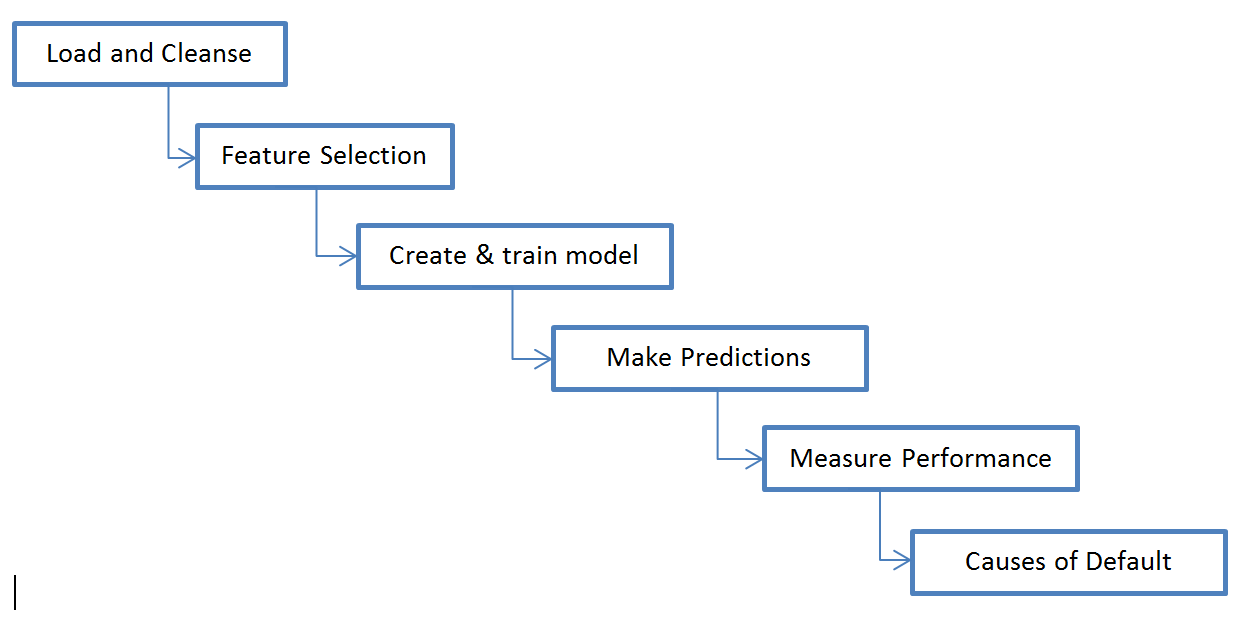 Load and Cleanse
Feature Selection
Create & train model
Make Predictions
Measure Performance
Causes of Default